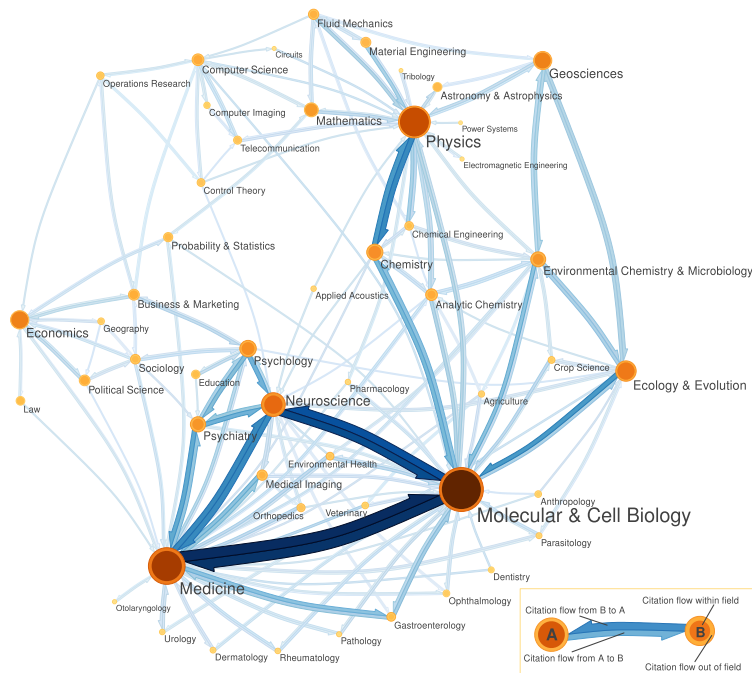 Fluid Mechanics
Material Engineering
Circuits
Computer Science
Geosciences
Tribology
Operations Research
Astronomy & Astrophysics
Computer Imaging
Mathematics
Power Systems
Physics
Telecommunication
Electromagnetic Engineering
Control Theory
Chemical Engineering
Probability & Statistics
Chemistry
Environmental Chemistry & Microbiology
Applied Acoustics
Analytic Chemistry
Business & Marketing
Geography
Economics
Psychology
Sociology
Crop Science
Education
Pharmacology
Ecology & Evolution
Political Science
Neuroscience
Agriculture
Law
Psychiatry
Environmental Health
Medical Imaging
Anthropology
Veterinary
Orthopedics
Molecular & Cell Biology
Parasitology
Dentistry
Medicine
Ophthalmology
Otolaryngology
Gastroenterology
Urology
Pathology
Dermatology
Rheumatology
Citation flow from B to A
Citation flow within field
A
B
Citation flow from A to B
Citation flow out of field